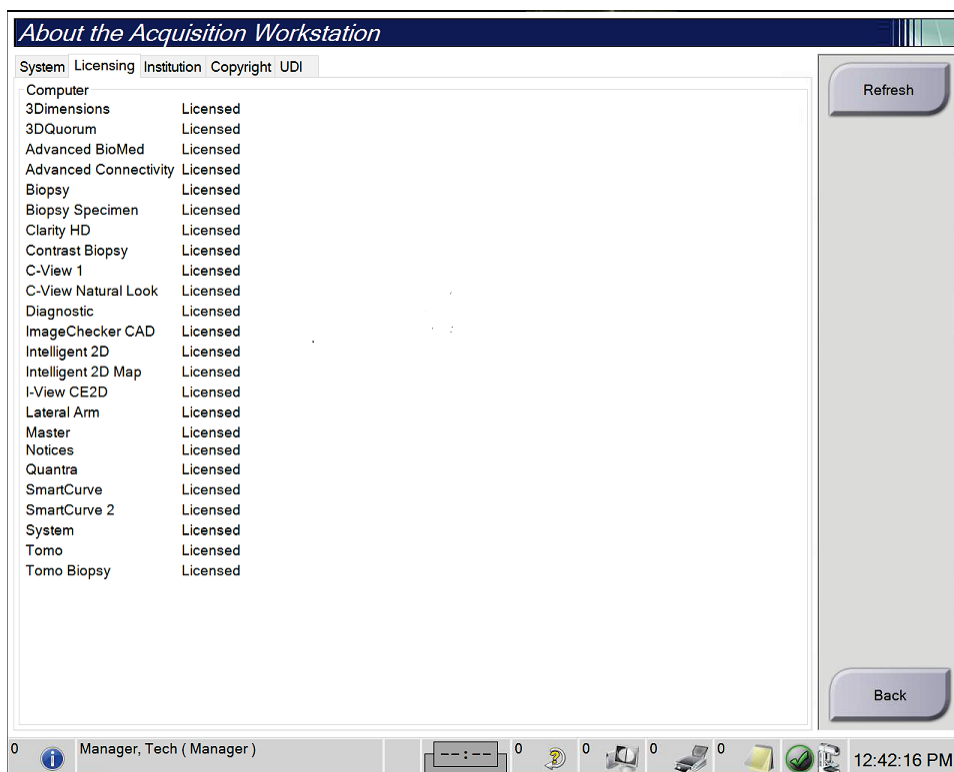 About the Acquisition Workstation
System Licensing Institution Copyright UDI
Refresh
Computer
3Dimensions Licensed
3DQuorum Licensed
Advanced BioMed Licensed
Advanced Connectivity Licensed
Biopsy Licensed
Biopsy Specimen Licensed
Clarity HD Licensed
Contrast Biopsy Licensed
C-View 1 Licensed
C-View Natural Look Licensed
Diagnostic Licensed
ImageChecker CAD Licensed
Intelligent 2D Licensed
Intelligent 2D Map Licensed
I-View CE2D Licensed
Lateral Arm Licensed
Master Licensed
Notices Licensed
Quantra Licensed
SmartCurve Licensed
SmartCurve 2 Licensed
System Licensed
Tomo Licensed
Tomo Biopsy Licensed
Back
0 Manager, Tech ( Manager ) --:-- 0 0 0 0 12:42:16 PM